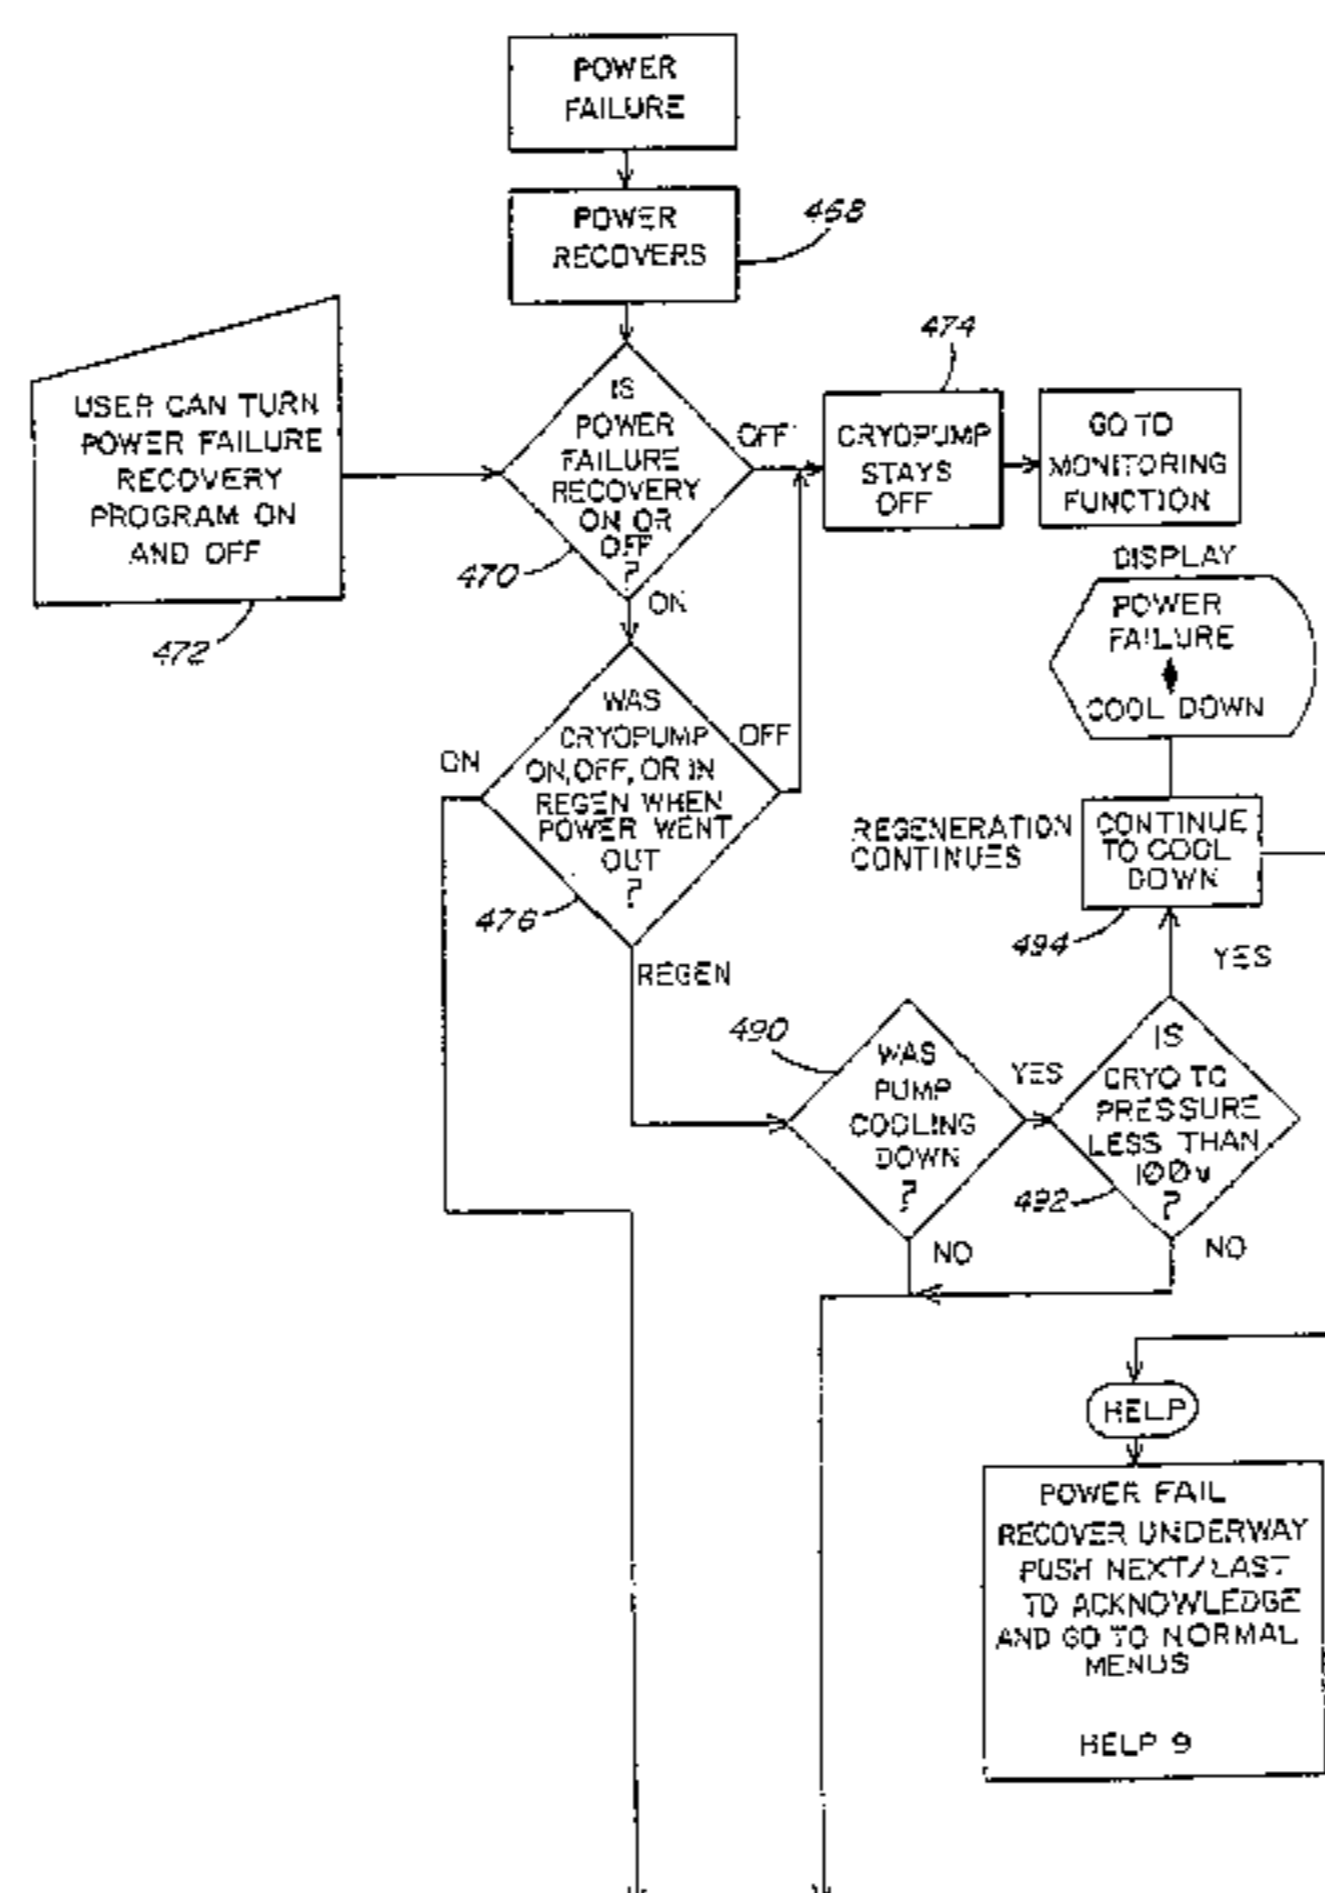 POWER
FAILURE
POWER
RECOVERS
468
USER CAN TURN
POWER FAILURE
RECOVERY
PROGRAM ON
AND OFF
472
IS
POWER
FAILURE
RECOVERY
ON OR
OFF
?
470
OFF
ON
474
CRYOPUMP
STAYS
OFF
GO TO
MONITORING
FUNCTION
DISPLAY
POWER
FAILURE
COOL DOWN
WAS
CRYOPUMP
ON, OFF, OR IN
REGEN WHEN
POWER WENT
OUT
?
476
ON
OFF
REGEN
REGENERATION
CONTINUES
CONTINUE
TO COOL
DOWN
494
YES
490
WAS
PUMP
COOLING
DOWN
?
YES
NO
IS
CRYO TC
PRESSURE
LESS THAN
100 u
?
492
NO
HELP
POWER FAIL
RECOVER UNDERWAY
PUSH NEXT/LAST
TO ACKNOWLEDGE
AND GO TO NORMAL
MENUS
HELP 9